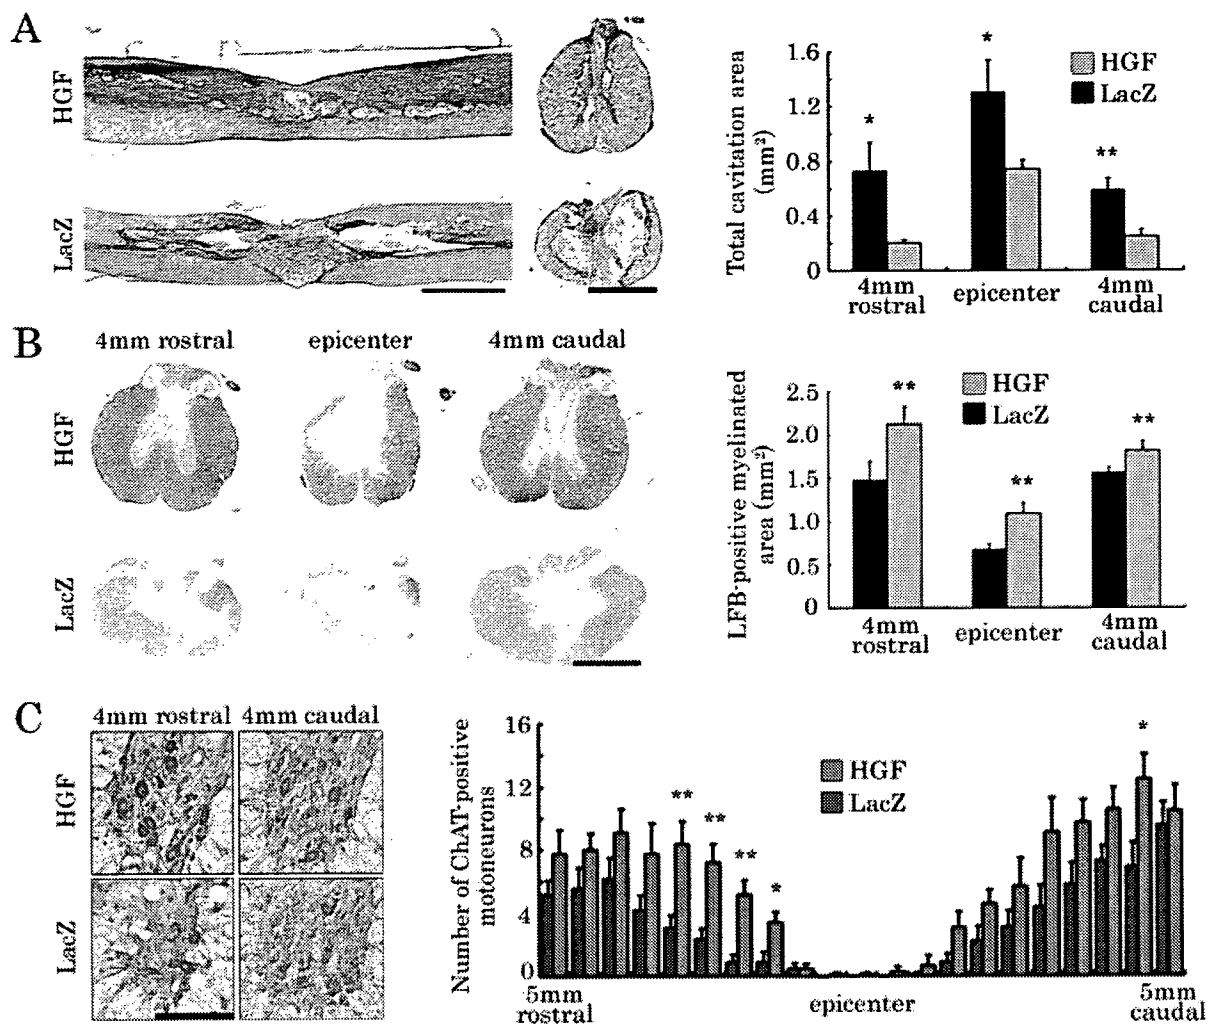 A
HGF
LacZ
Total cavitation area
(mm²)
1.6
1.2
0.8
0.4
0
*
*
**
HGF
LacZ
4mm
rostral
epicenter
4mm
caudal
B
4mm rostral
epicenter
4mm caudal
HGF
LacZ
LFB-positive myelinated
area (mm²)
2.5
2.0
1.5
1.0
0.5
0
**
**
**
HGF
LacZ
4mm
rostral
epicenter
4mm
caudal
C
4mm rostral
4mm caudal
HGF
LacZ
Number of ChAT-positive
motoneurons
16
12
8
4
0
**
**
**
*
*
HGF
LacZ
5mm
rostral
epicenter
5mm
caudal